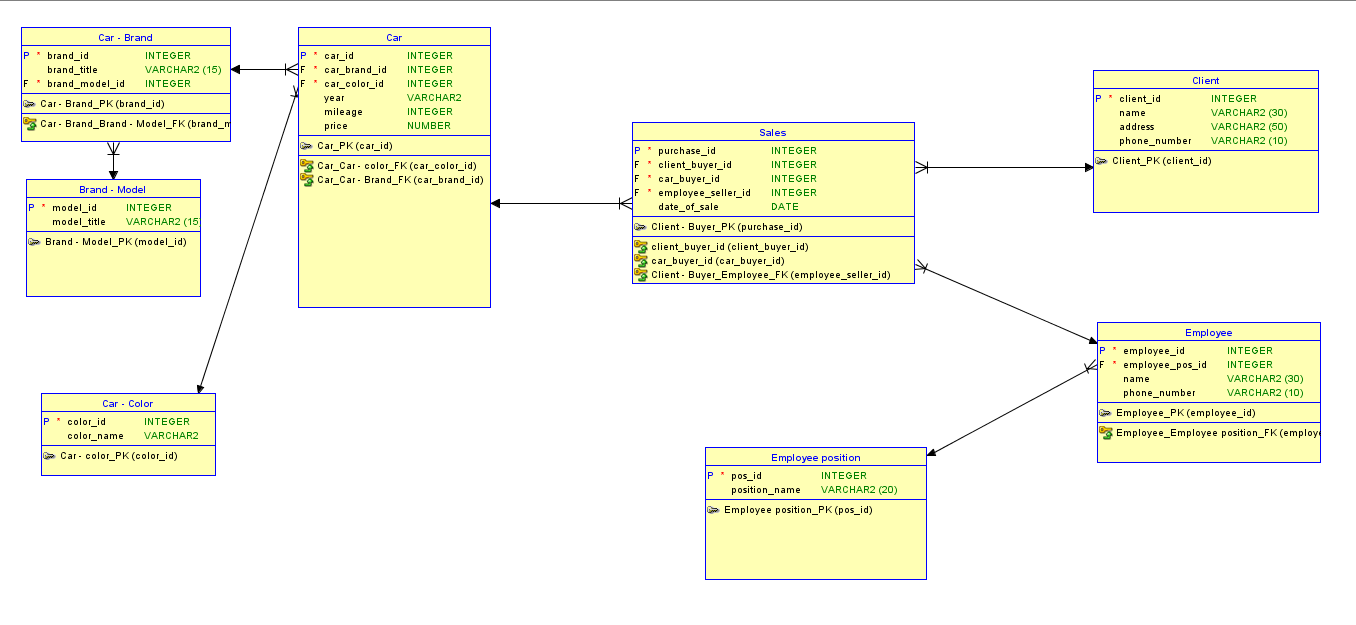 Car - Brand
P * brand_id INTEGER
brand_title VARCHAR2 (15)
F * brand_model_id INTEGER
Car - Brand_PK (brand_id)
Car - Brand_Brand - Model_FK (brand_m
Brand - Model
P * model_id INTEGER
model_title VARCHAR2 (15)
Brand - Model_PK (model_id)
Car
P * car_id INTEGER
F * car_brand_id INTEGER
F * car_color_id INTEGER
year VARCHAR2
mileage INTEGER
price NUMBER
Car_PK (car_id)
Car_Car - color_FK (car_color_id)
Car_Car - Brand_FK (car_brand_id)
Car - Color
P * color_id INTEGER
color_name VARCHAR2
Car - color_PK (color_id)
Sales
P * purchase_id INTEGER
F * client_buyer_id INTEGER
F * car_buyer_id INTEGER
F * employee_seller_id INTEGER
date_of_sale DATE
Client - Buyer_PK (purchase_id)
client_buyer_id (client_buyer_id)
car_buyer_id (car_buyer_id)
Client - Buyer_Employee_FK (employee_seller_id)
Client
P * client_id INTEGER
name VARCHAR2 (30)
address VARCHAR2 (50)
phone_number VARCHAR2 (10)
Client_PK (client_id)
Employee
P * employee_id INTEGER
F * employee_pos_id INTEGER
name VARCHAR2 (30)
phone_number VARCHAR2 (10)
Employee_PK (employee_id)
Employee_Employee position_FK (employe
Employee position
P * pos_id INTEGER
position_name VARCHAR2 (20)
Employee position_PK (pos_id)